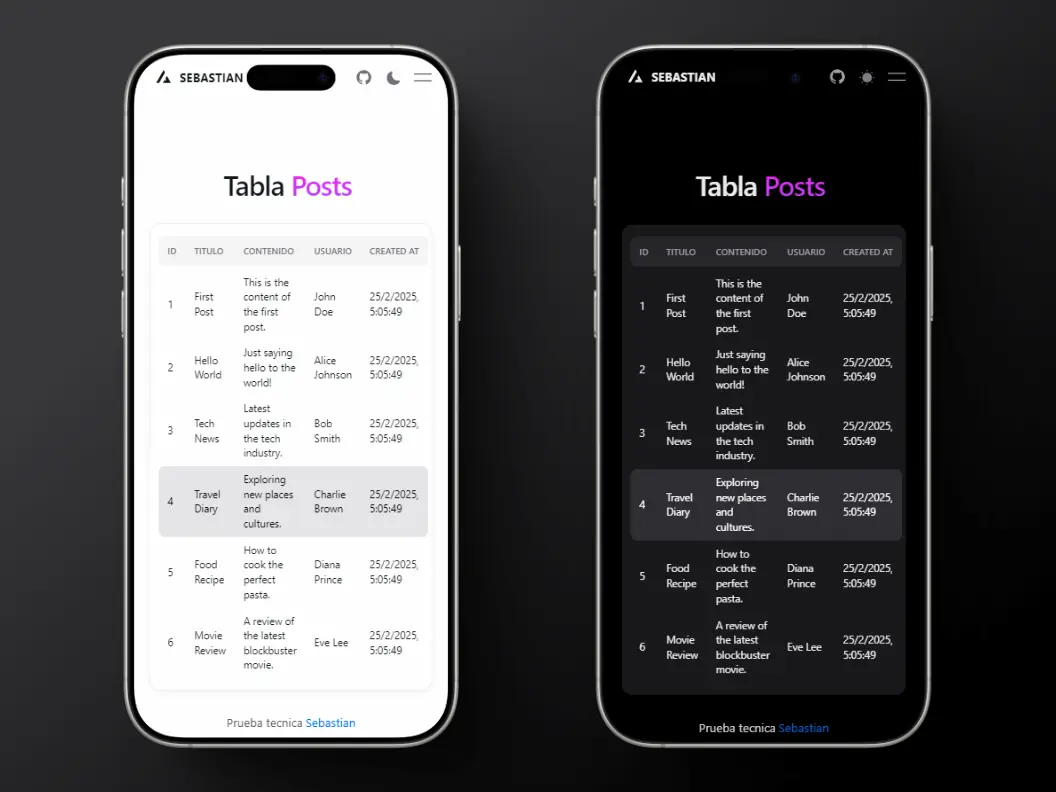 SEBASTIAN
Tabla Posts
ID TITULO CONTENIDO USUARIO CREATED AT
1 First Post This is the content of the first post. John Doe 25/2/2025, 5:05:49
2 Hello World Just saying hello to the world! Alice Johnson 25/2/2025, 5:05:49
3 Tech News Latest updates in the tech industry. Bob Smith 25/2/2025, 5:05:49
4 Travel Diary Exploring new places and cultures. Charlie Brown 25/2/2025, 5:05:49
5 Food Recipe How to cook the perfect pasta. Diana Prince 25/2/2025, 5:05:49
6 Movie Review A review of the latest blockbuster movie. Eve Lee 25/2/2025, 5:05:49
Prueba tecnica Sebastian
SEBASTIAN
Tabla Posts
ID TITULO CONTENIDO USUARIO CREATED AT
1 First Post This is the content of the first post. John Doe 25/2/2025, 5:05:49
2 Hello World Just saying hello to the world! Alice Johnson 25/2/2025, 5:05:49
3 Tech News Latest updates in the tech industry. Bob Smith 25/2/2025, 5:05:49
4 Travel Diary Exploring new places and cultures. Charlie Brown 25/2/2025, 5:05:49
5 Food Recipe How to cook the perfect pasta. Diana Prince 25/2/2025, 5:05:49
6 Movie Review A review of the latest blockbuster movie. Eve Lee 25/2/2025, 5:05:49
Prueba tecnica Sebastian